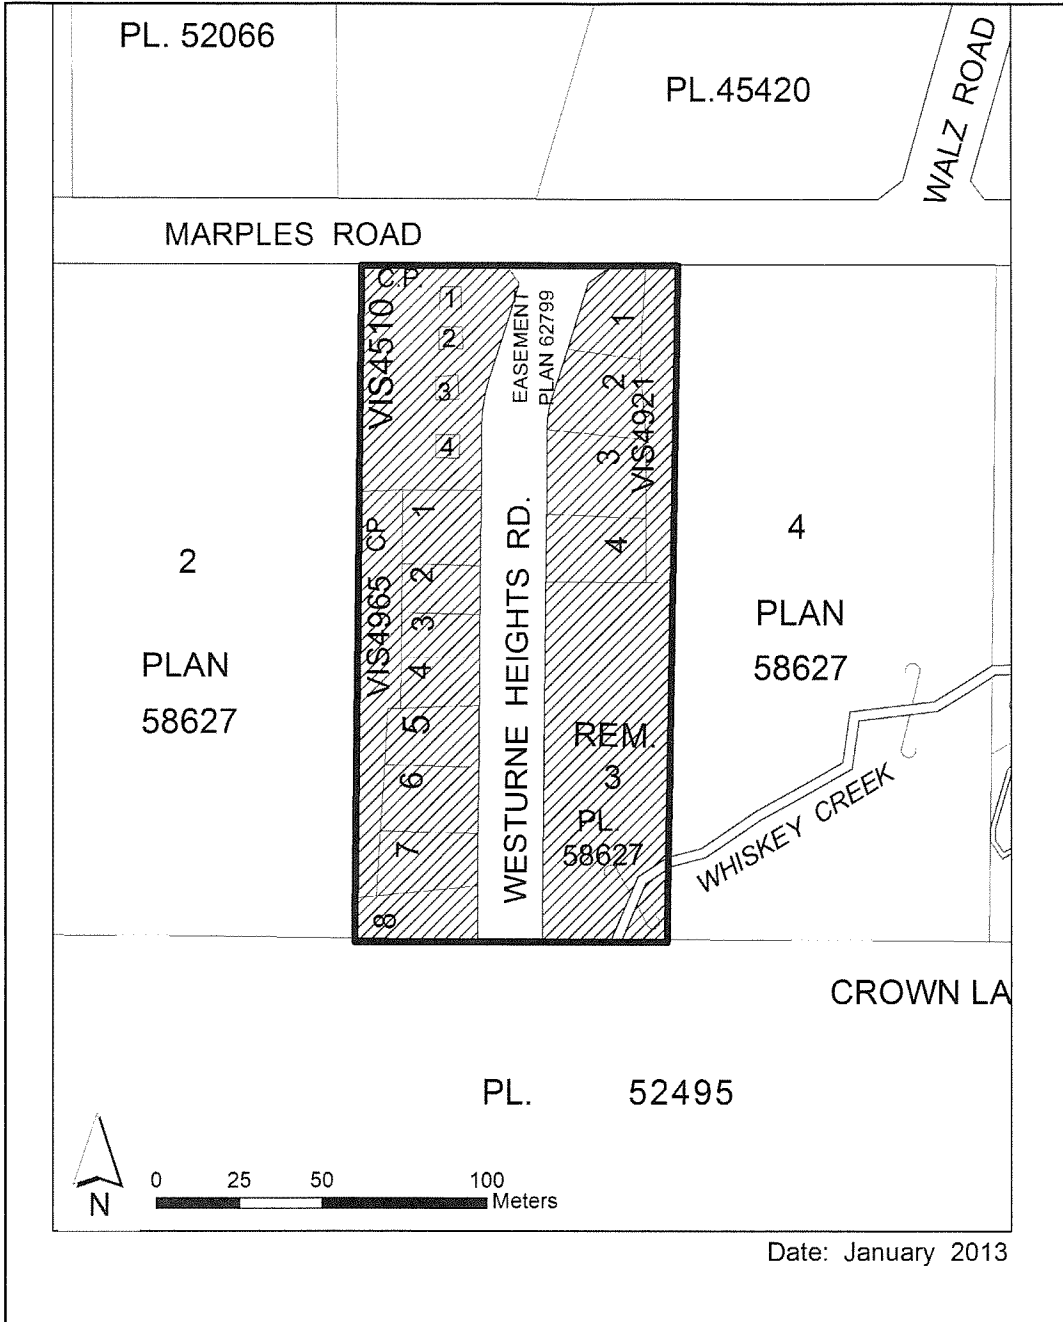 PL. 52066
PL.45420
WALZ ROAD
MARPLES ROAD
C.P.
VIS4510
1
2
3
4
EASEMENT
PLAN 62799
1
2
3
4
VIS4921
VIS4965 CP
1
2
3
4
5
6
7
8
WESTURNE HEIGHTS RD.
REM.
3
PL.
58627
2
PLAN
58627
4
PLAN
58627
WHISKEY CREEK
CROWN LA
PL. 52495
N
0 25 50 100
Meters
Date: January 2013